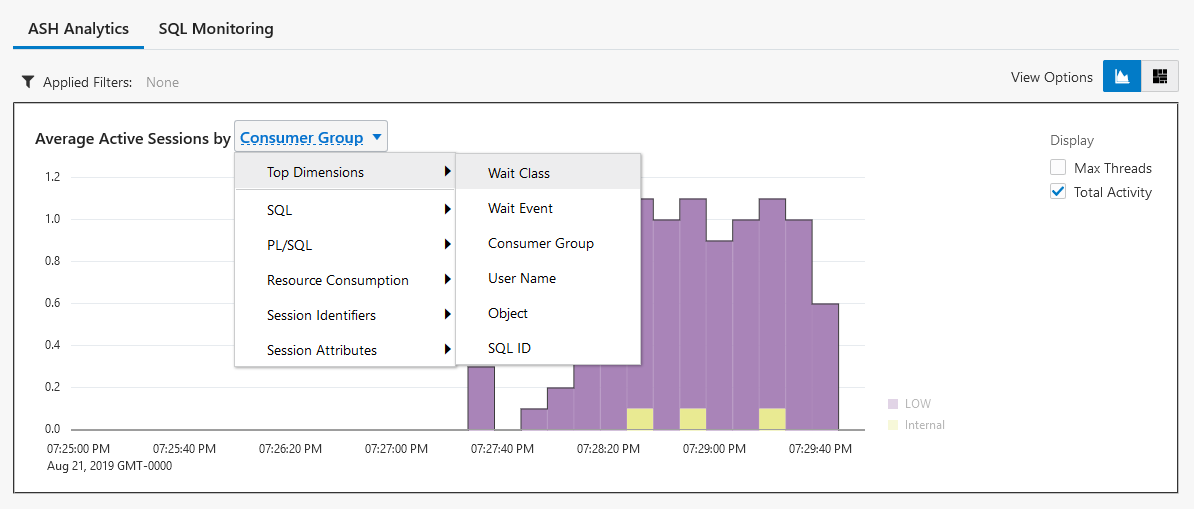 ASH Analytics SQL Monitoring
Applied Filters: None
View Options
Average Active Sessions by Consumer Group
Display
Max Threads
Total Activity
Top Dimensions
SQL
PL/SQL
Resource Consumption
Session Identifiers
Session Attributes
Wait Class
Wait Event
Consumer Group
User Name
Object
SQL ID
1.2
1.0
0.8
0.6
0.4
0.2
0.0
07:25:00 PM 07:25:40 PM 07:26:20 PM 07:27:00 PM 07:27:40 PM 07:28:20 PM 07:29:00 PM 07:29:40 PM
Aug 21, 2019 GMT-0000
LOW
Internal